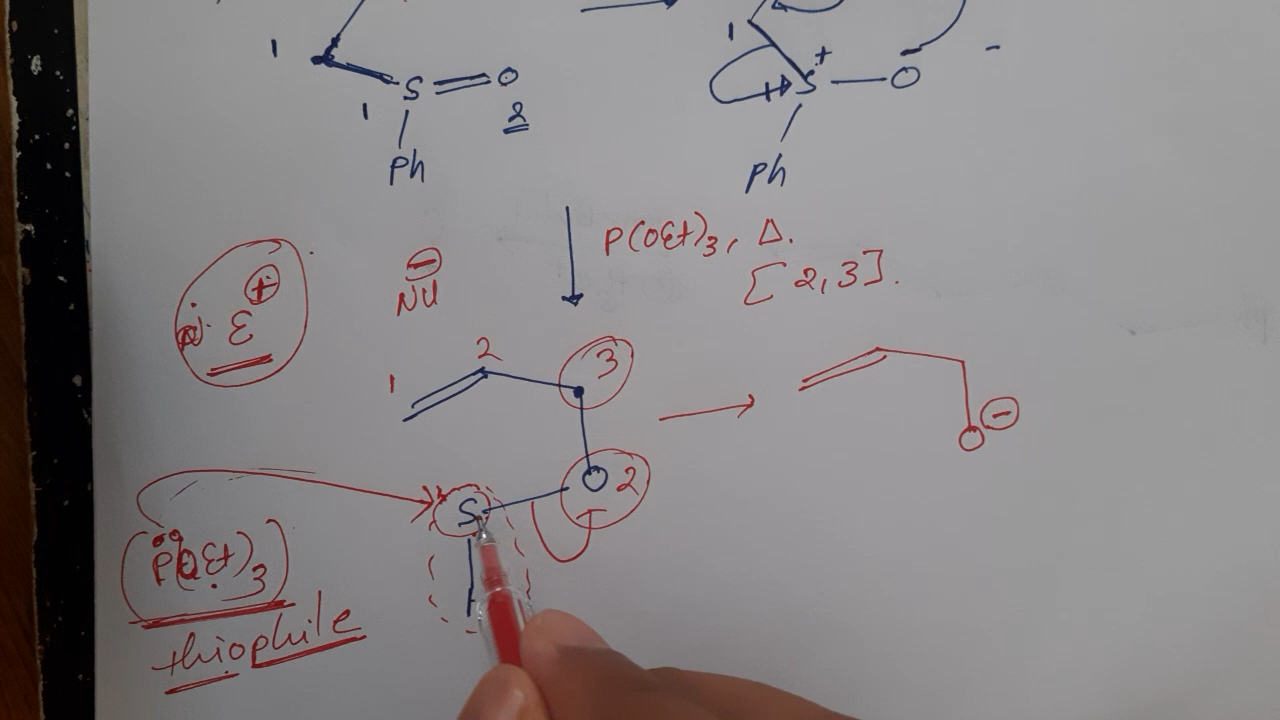 1
1
S = O
1
2
Ph
+
S — O
-
Ph
P(OEt)3, Δ.
[2,3].
E +
-
NU
1
2
3
O 2
O -
S
P(OEt)3
thiophile